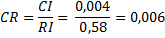 CR = CI/RI = 0,004/0,58 = 0,006